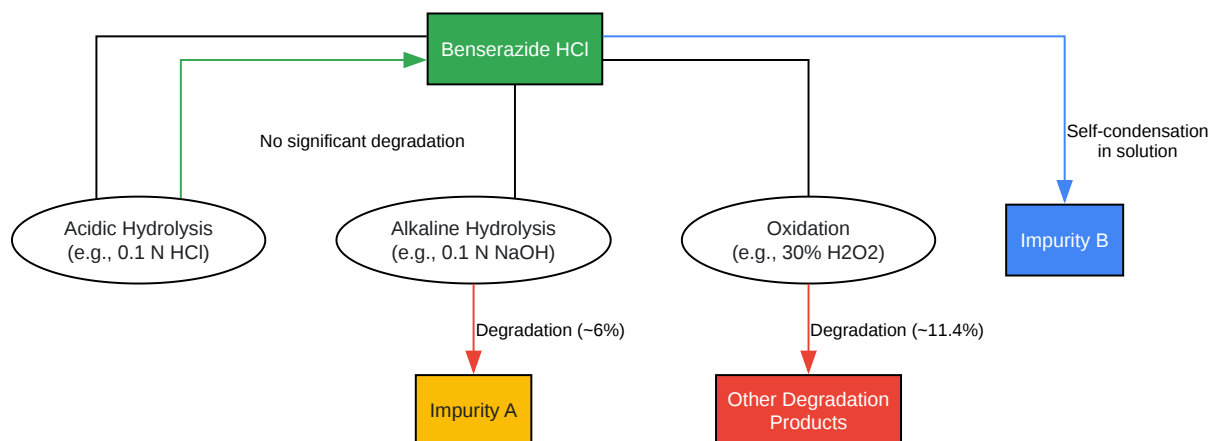 Benserazide HCl
No significant degradation
Self-condensation
in solution
Acidic Hydrolysis
(e.g., 0.1 N HCl)
Alkaline Hydrolysis
(e.g., 0.1 N NaOH)
Oxidation
(e.g., 30% H2O2)
Impurity B
Degradation (~6%)
Degradation (~11.4%)
Impurity A
Other Degradation
Products